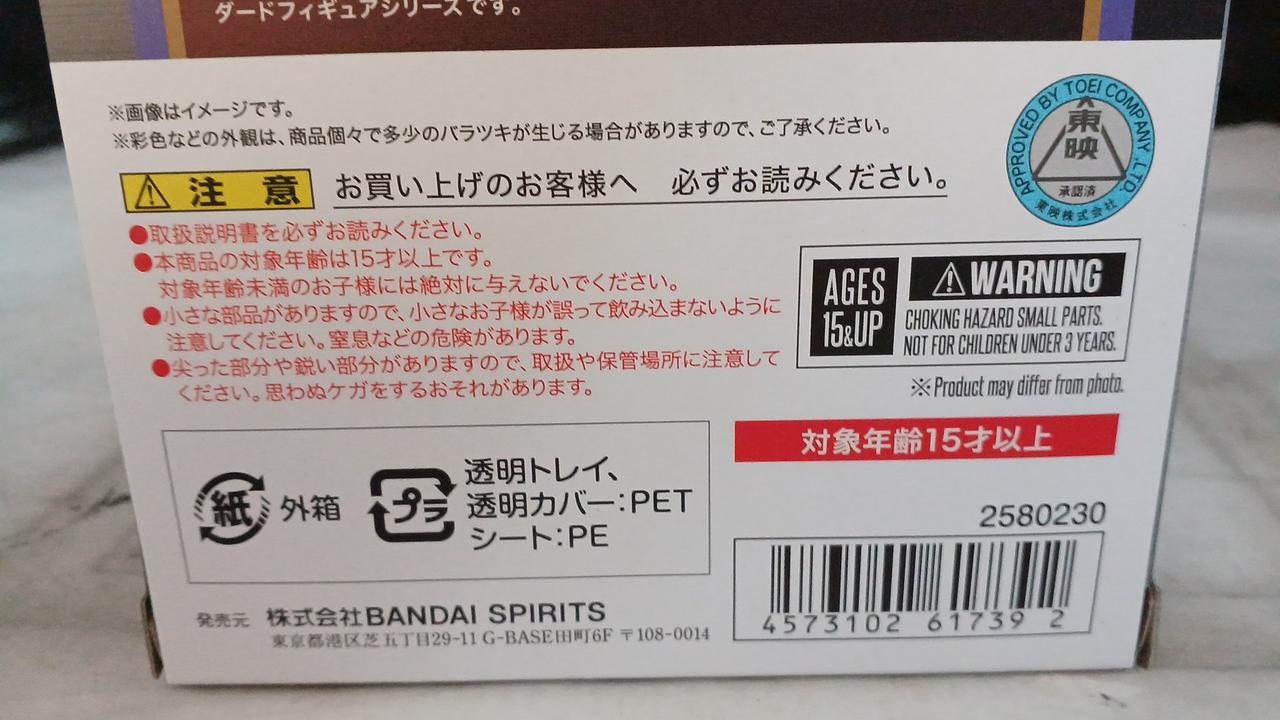 ダードフィギュアシリーズです。
※画像はイメージです。
※彩色などの外観は、商品個々で多少のバラツキが生じる場合がありますので、ご了承ください。
APPROVED BY TOEI COMPANY,.LTD.
東映
承認済
東映株式会社
注 意 お買い上げのお客様へ 必ずお読みください。
●取扱説明書を必ずお読みください。
●本商品の対象年齢は15才以上です。
対象年齢未満のお子様には絶対に与えないでください。
●小さな部品がありますので、小さなお子様が誤って飲み込まないように
注意してください。窒息などの危険があります。
●尖った部分や鋭い部分がありますので、取扱や保管場所に注意して
ください。思わぬケガをするおそれがあります。
AGES
15&UP
WARNING
CHOKING HAZARD SMALL PARTS.
NOT FOR CHILDREN UNDER 3 YEARS.
※Product may differ from photo.
対象年齢15才以上
紙 外箱
プラ 透明トレイ、
透明カバー:PET
シート:PE
2580230
4573102 61739 2
発売元 株式会社BANDAI SPIRITS
東京都港区芝五丁目29-11 G-BASE田町6F 〒108-0014